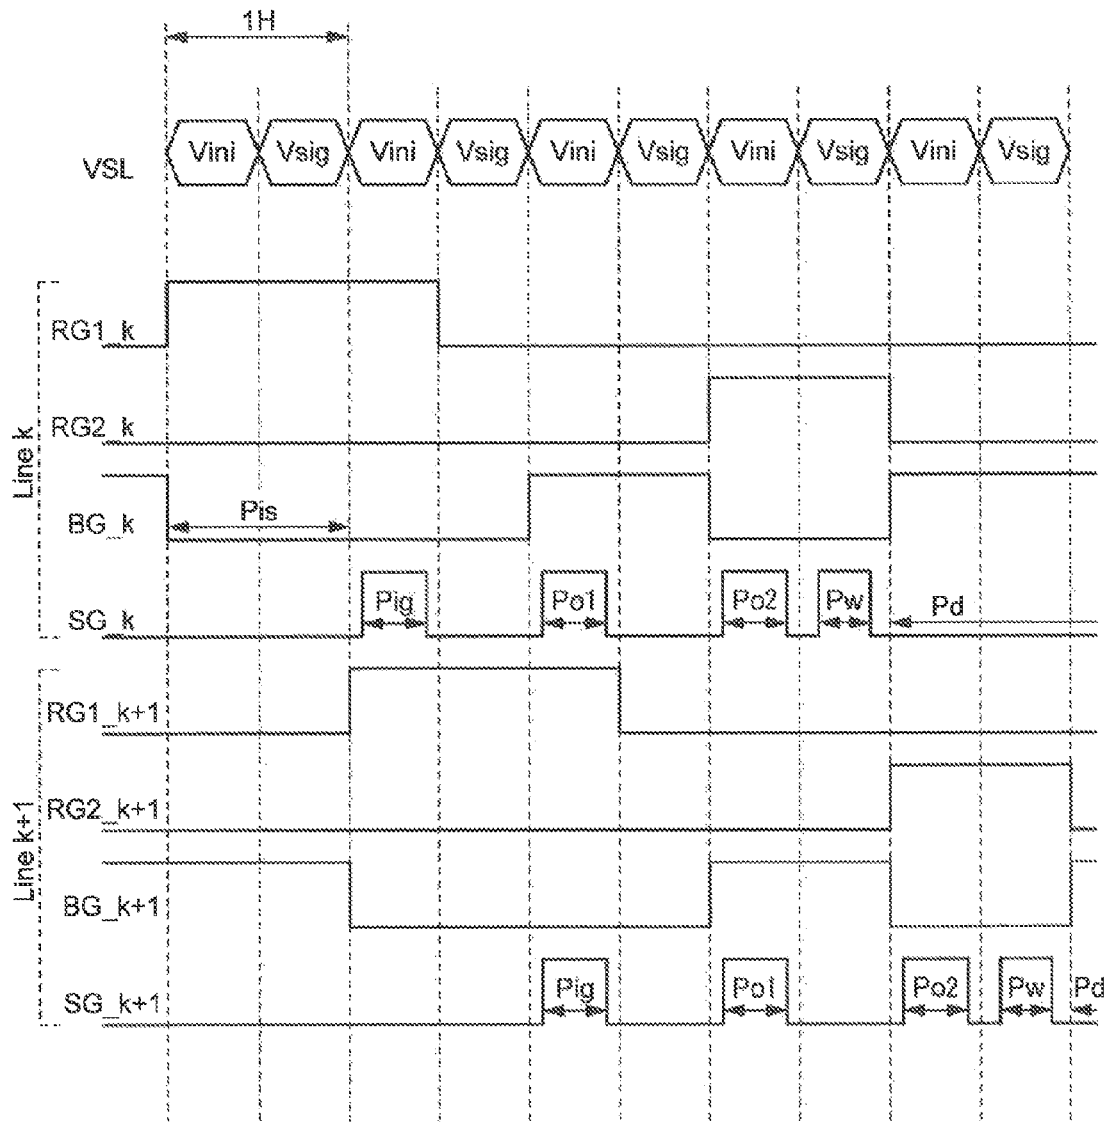 1H
VSL Vini Vsig Vini Vsig Vini Vsig Vini Vsig Vini Vsig
Line k
RG1_k
RG2_k
BG_k Pis
SG_k Pig Po1 Po2 Pw Pd
Line k+1
RG1_k+1
RG2_k+1
BG_k+1
SG_k+1 Pig Po1 Po2 Pw Pd